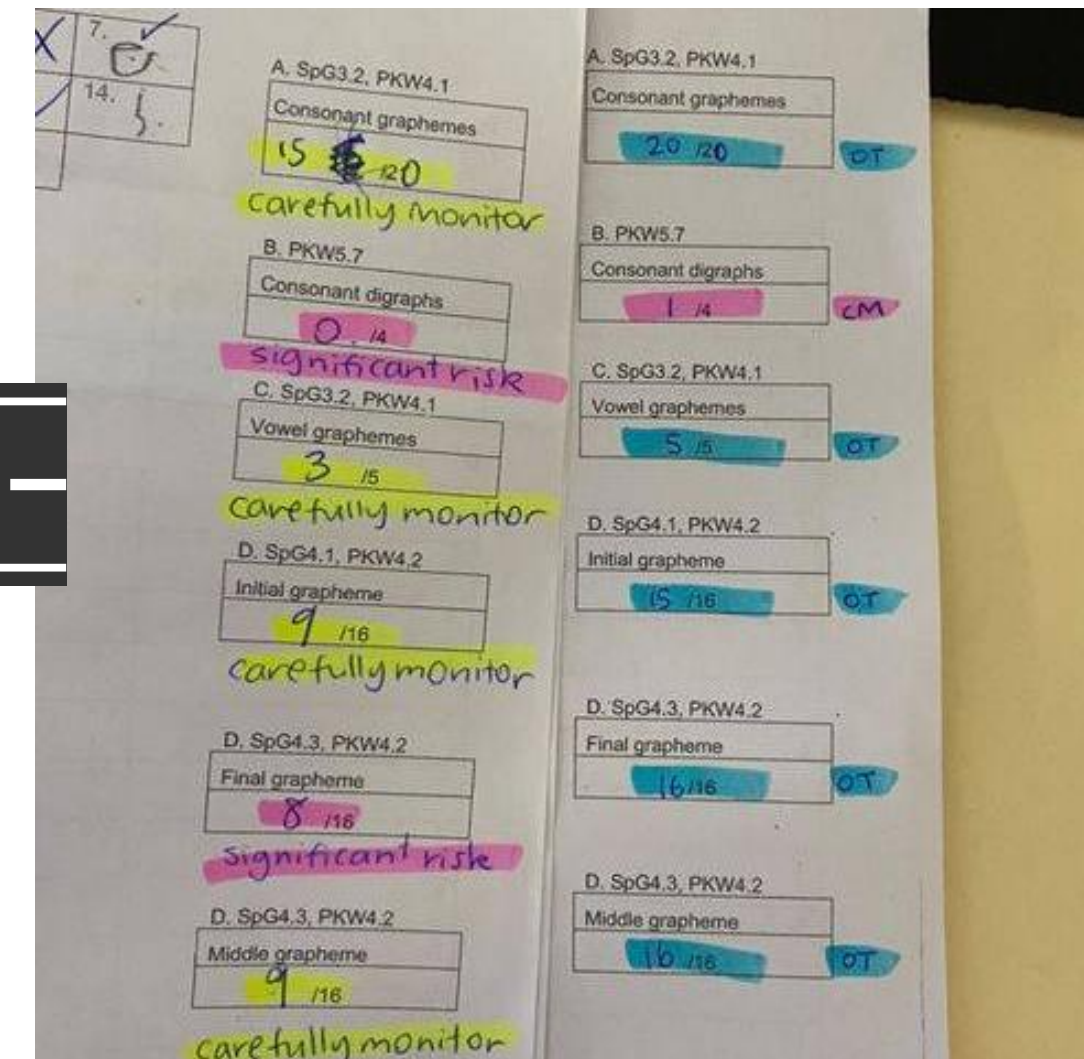 7.
14.
A. SpG3.2, PKW4.1
Consonant graphemes
15 /20
carefully monitor
B. PKW5.7
Consonant digraphs
0 /4
significant risk
C. SpG3.2, PKW4.1
Vowel graphemes
3 /5
carefully monitor
D. SpG4.1, PKW4.2
Initial grapheme
9 /16
carefully monitor
D. SpG4.3, PKW4.2
Final grapheme
8 /16
significant risk
D. SpG4.3, PKW4.2
Middle grapheme
9 /16
carefully monitor
A. SpG3.2, PKW4.1
Consonant graphemes
20 /20 OT
B. PKW5.7
Consonant digraphs
1 /4 CM
C. SpG3.2, PKW4.1
Vowel graphemes
5 /5 OT
D. SpG4.1, PKW4.2
Initial grapheme
15 /16 OT
D. SpG4.3, PKW4.2
Final grapheme
16 /16 OT
D. SpG4.3, PKW4.2
Middle grapheme
16 /16 OT